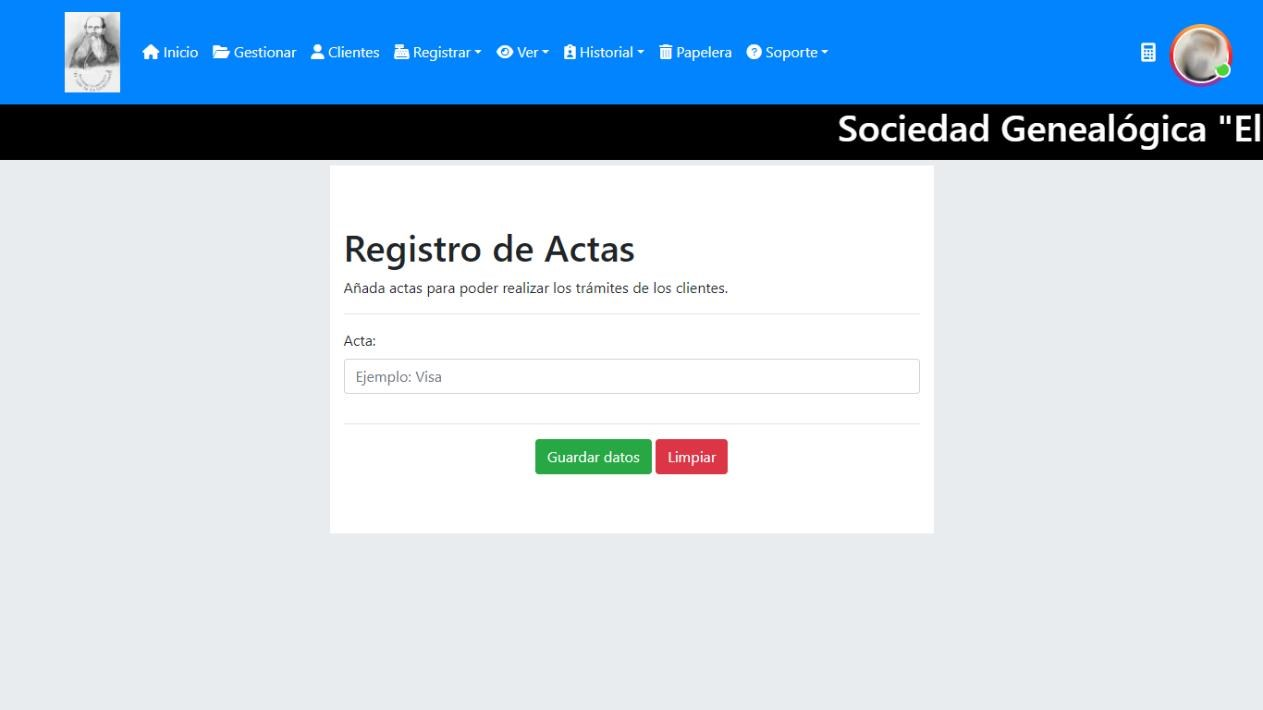 Inicio Gestionar Clientes Registrar Ver Historial Papelera Soporte
Sociedad Genealógica "El
Registro de Actas
Añada actas para poder realizar los trámites de los clientes.
Acta:
Ejemplo: Visa
Guardar datos Limpiar